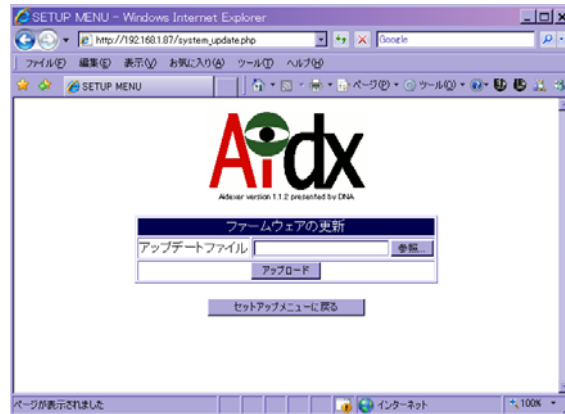 SETUP MENU - Windows Internet Explorer
http://192.168.1.87/system_update.php
Google
ファイル(F) 編集(E) 表示(V) お気に入り(A) ツール(T) ヘルプ(H)
SETUP MENU
ページ(P) ツール(O)
Aidx
Aidexer version 1.1.2 presented by DNA
ファームウェアの更新
アップデートファイル
参照...
アップロード
セットアップメニューに戻る
ページが表示されました
インターネット
100%